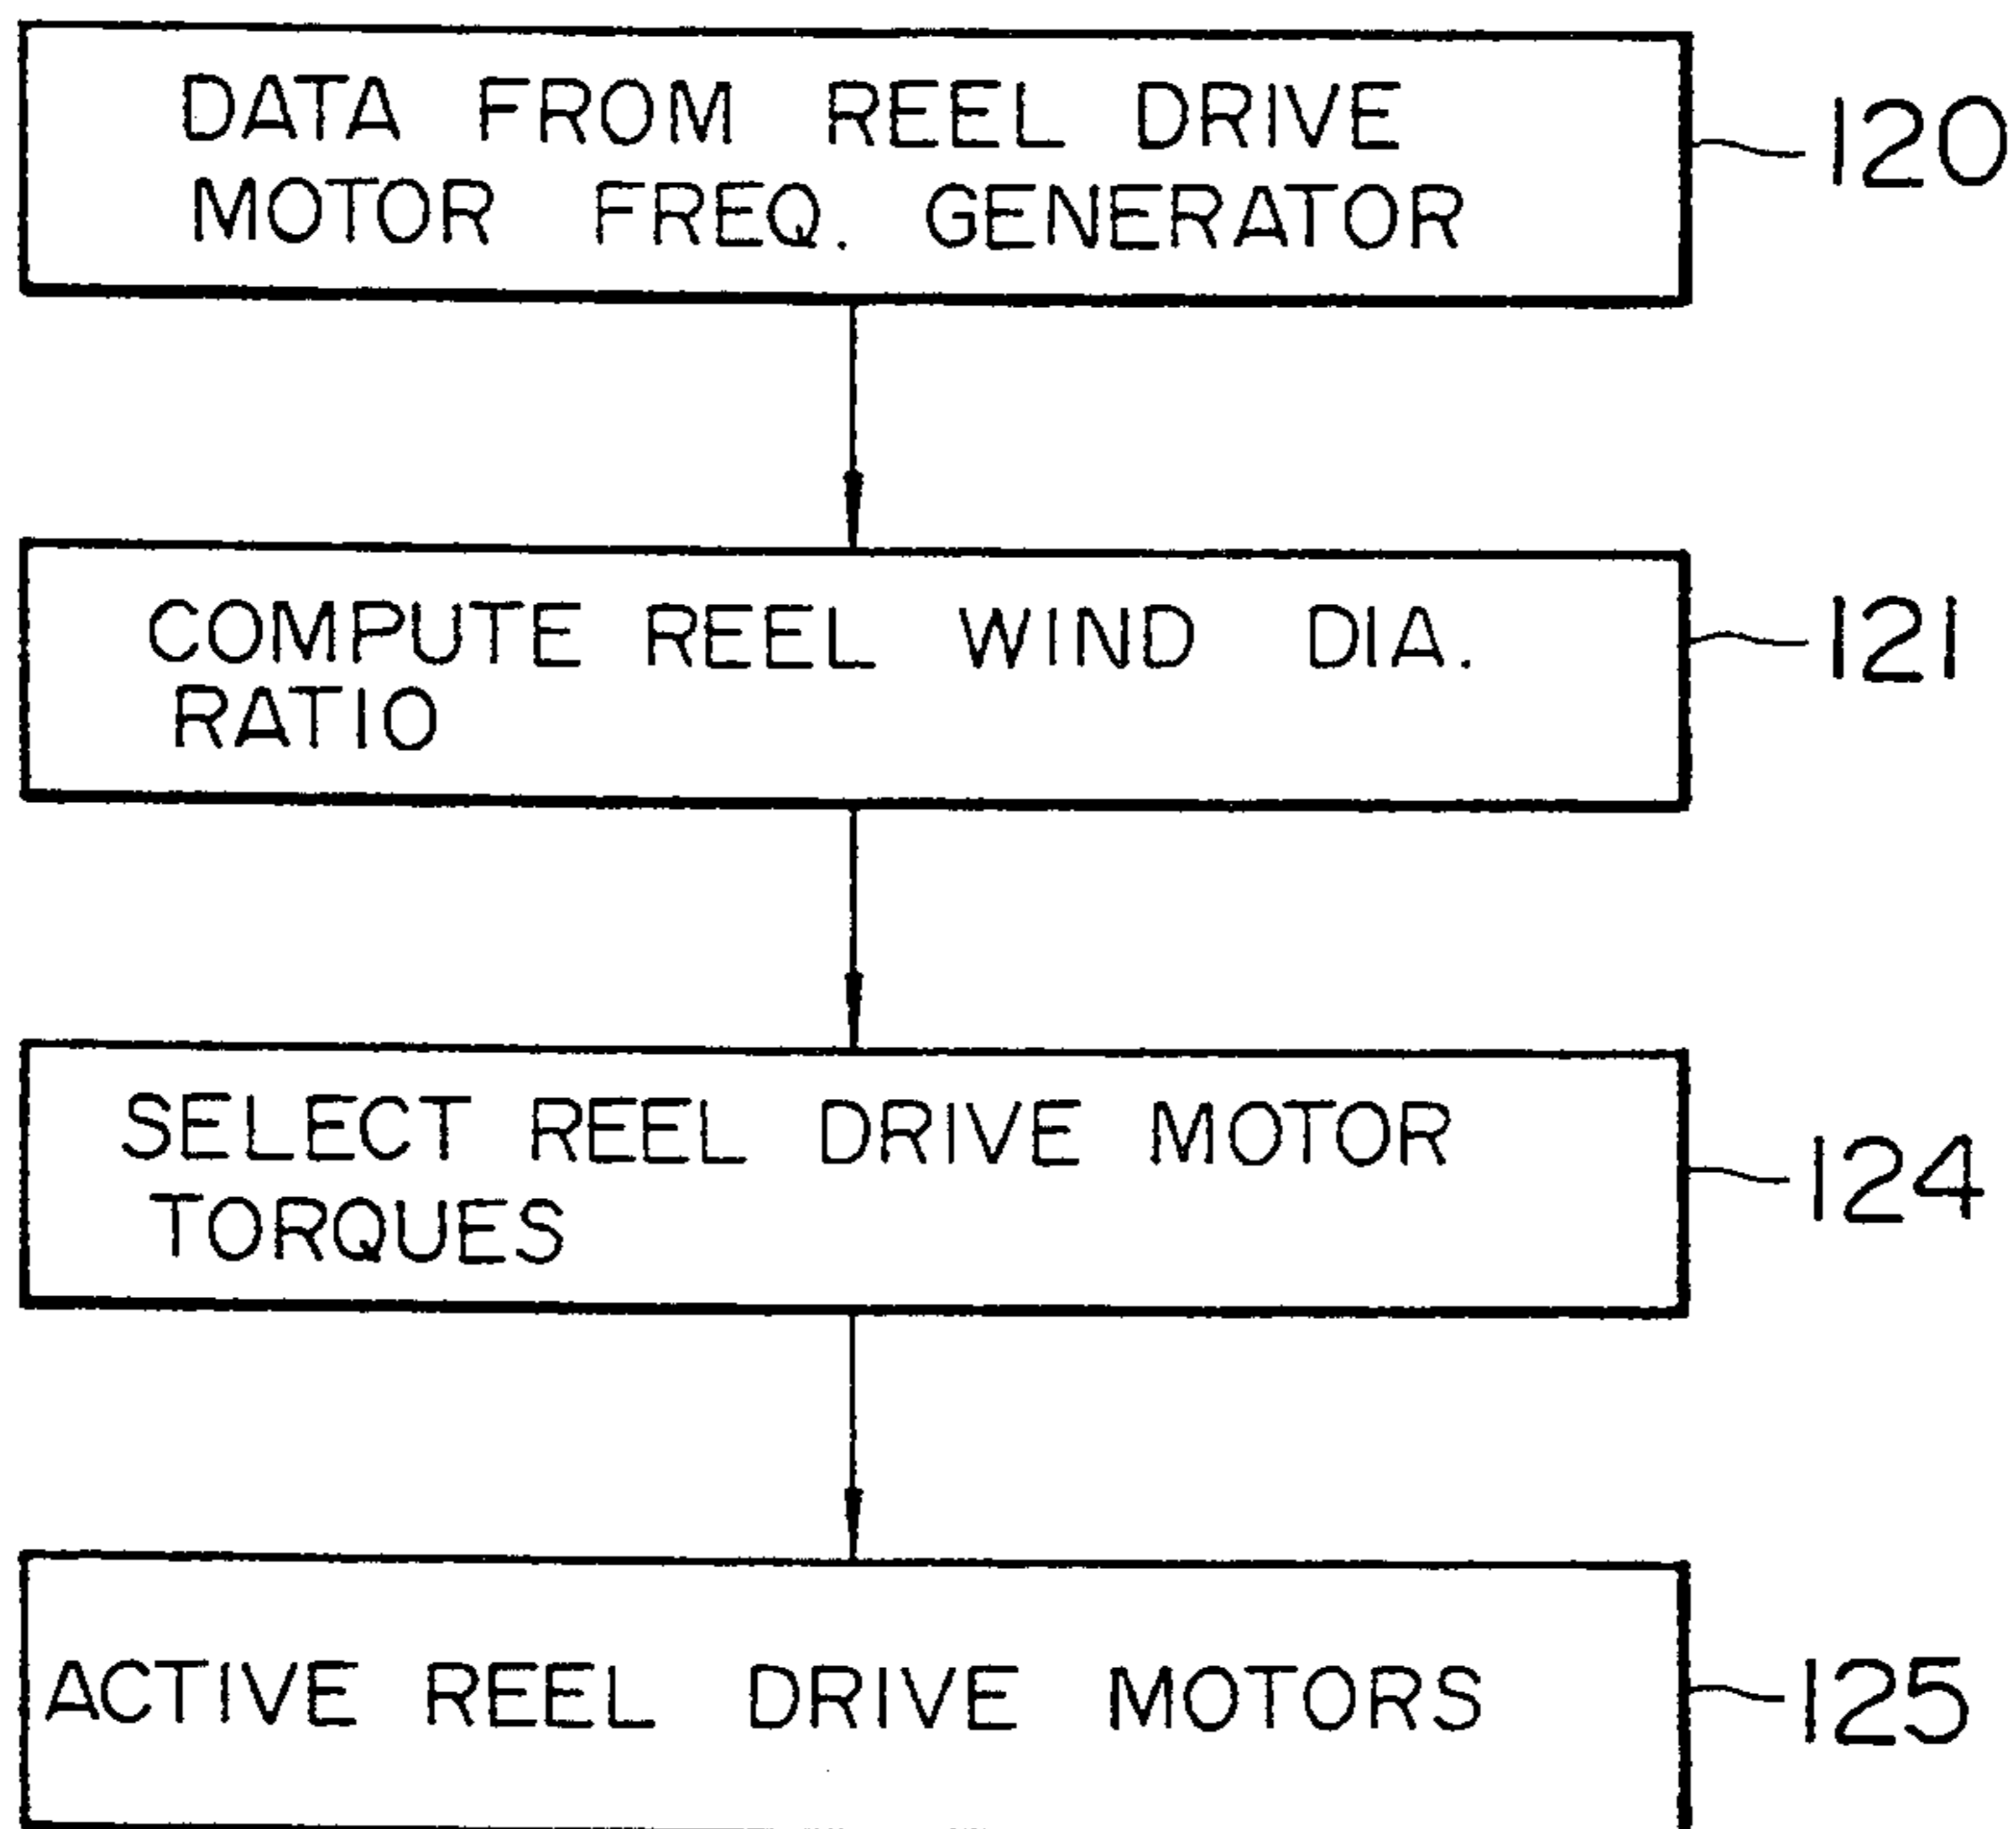 DATA FROM REEL DRIVE
MOTOR FREQ. GENERATOR
120
COMPUTE REEL WIND DIA.
RATIO
121
SELECT REEL DRIVE MOTOR
TORQUES
124
ACTIVE REEL DRIVE MOTORS
125